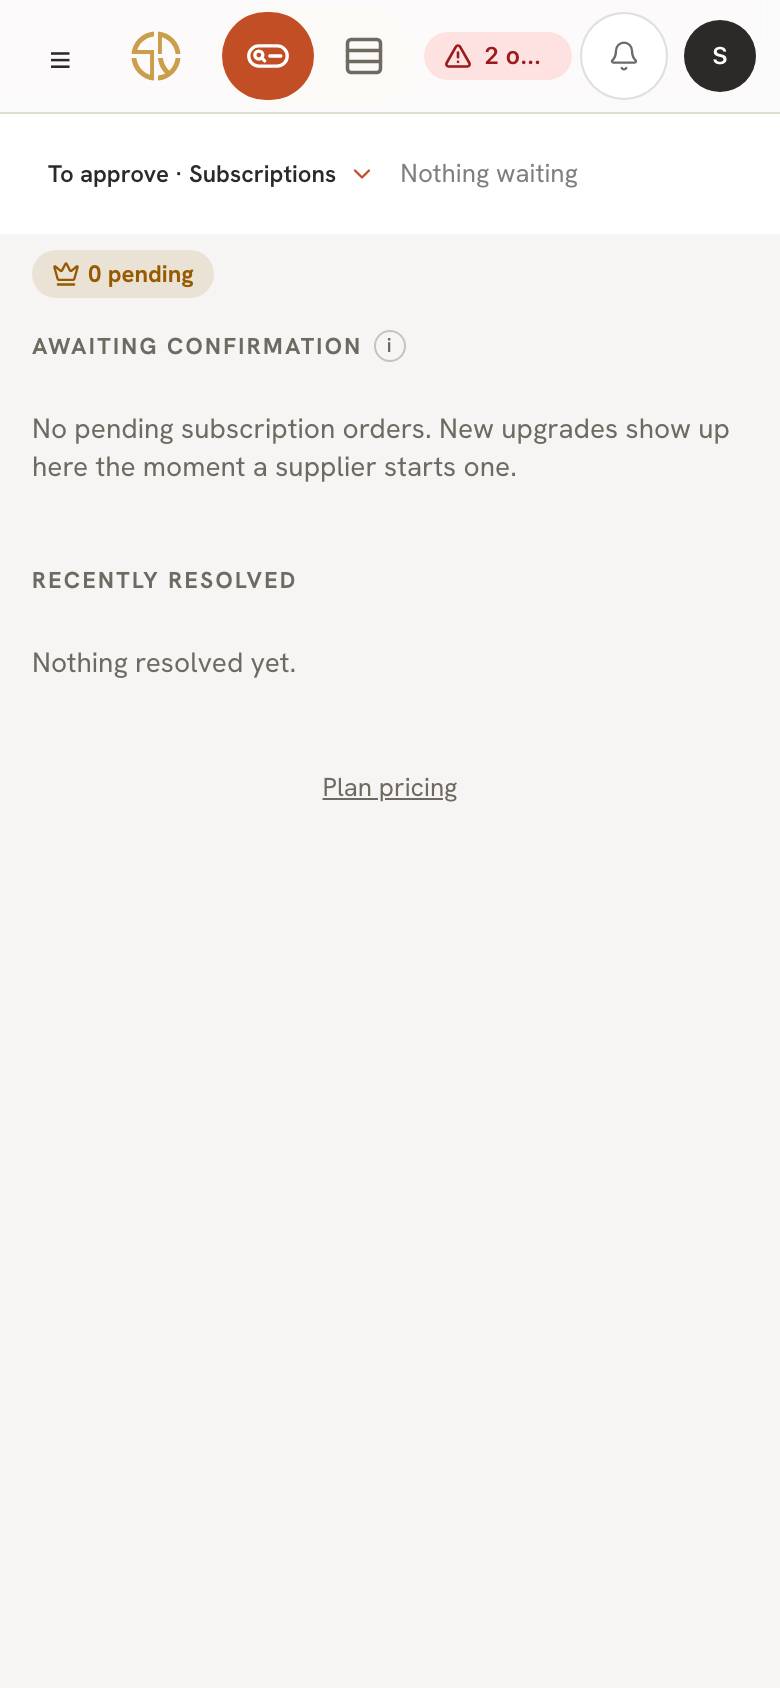 2 o...
S
To approve · Subscriptions
Nothing waiting
0 pending
AWAITING CONFIRMATION i
No pending subscription orders. New upgrades show up
here the moment a supplier starts one.
RECENTLY RESOLVED
Nothing resolved yet.
Plan pricing